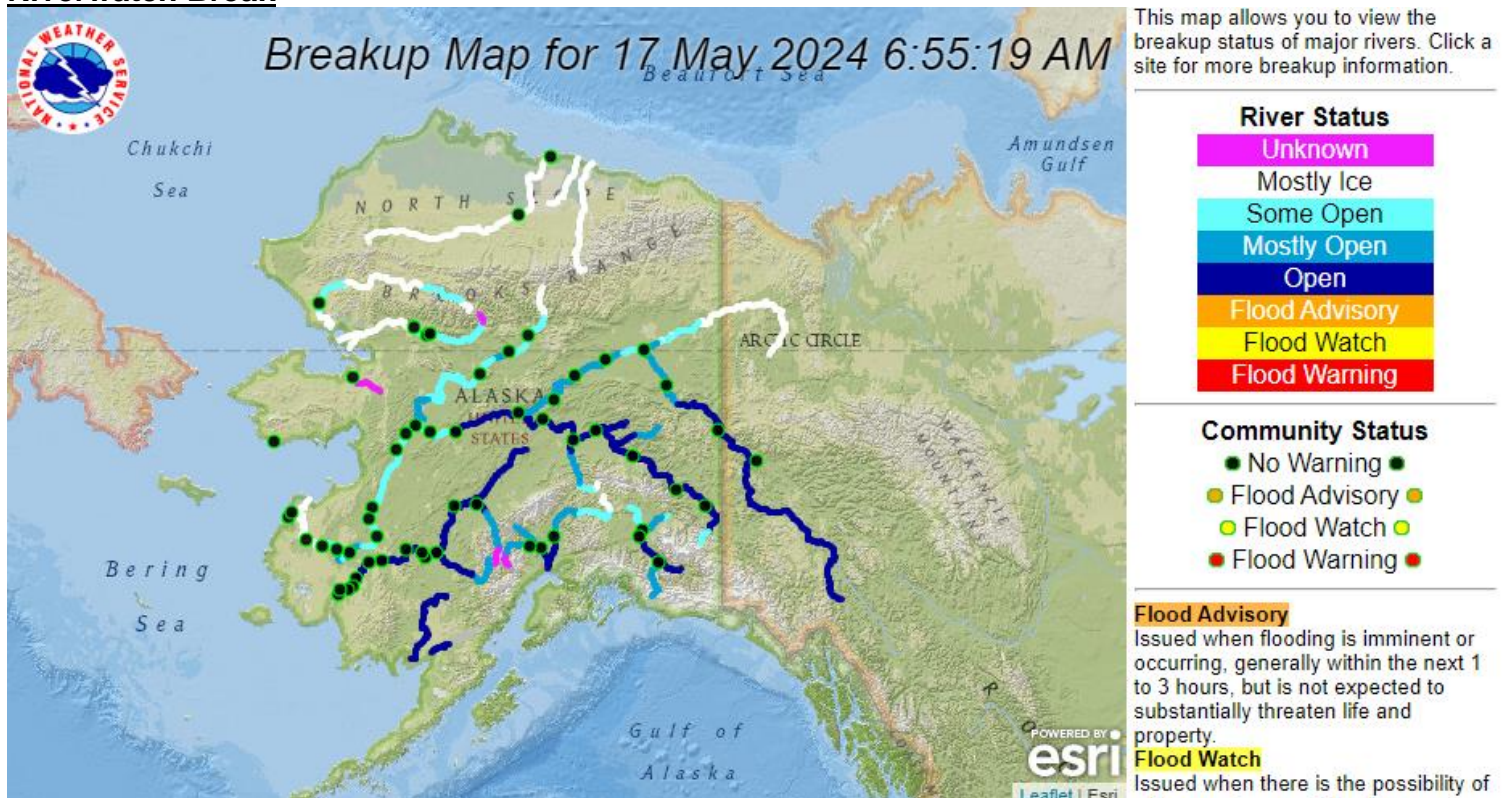 Breakup Map for 17 May 2024 6:55:19 AM
NATIONAL WEATHER SERVICE
Beaufort Sea
Chukchi
Sea
Amundsen
Gulf
NORTH SLOPE
BROOKS RANGE
ARCTIC CIRCLE
ALASKA
UNITED
STATES
MACKENZIE
MOUNTAINS
Bering
Sea
Gulf of
Alaska
POWERED BY
esri
Leaflet | Esri
This map allows you to view the
breakup status of major rivers. Click a
site for more breakup information.
River Status
Unknown
Mostly Ice
Some Open
Mostly Open
Open
Flood Advisory
Flood Watch
Flood Warning
Community Status
No Warning
Flood Advisory
Flood Watch
Flood Warning
Flood Advisory
Issued when flooding is imminent or
occurring, generally within the next 1
to 3 hours, but is not expected to
substantially threaten life and
property.
Flood Watch
Issued when there is the possibility of